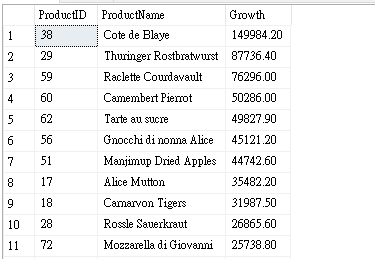 ProductID ProductName Growth
1 38 Cote de Blaye 149984.20
2 29 Thuringer Rostbratwurst 87736.40
3 59 Raclette Courdavault 76296.00
4 60 Camembert Pierrot 50286.00
5 62 Tarte au sucre 49827.90
6 56 Gnocchi di nonna Alice 45121.20
7 51 Manjimup Dried Apples 44742.60
8 17 Alice Mutton 35482.20
9 18 Carnarvon Tigers 31987.50
10 28 Rossle Sauerkraut 26865.60
11 72 Mozzarella di Giovanni 25738.80